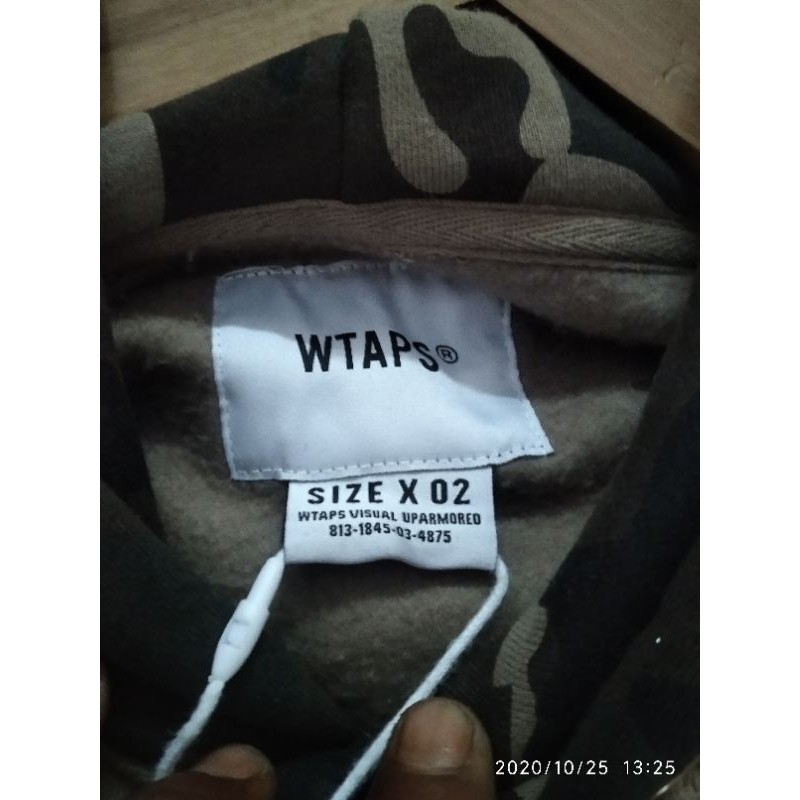 WTAPS®
SIZE X 02
WTAPS VISUAL UPARMORED
813-1845-03-4875
2020/10/25 13:25